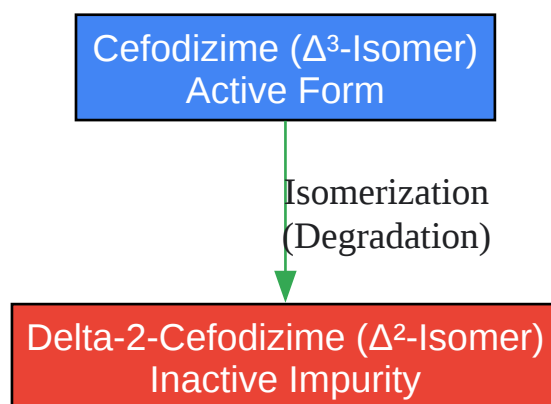 Cefodizime (Δ³-Isomer)
Active Form
Isomerization
(Degradation)
Delta-2-Cefodizime (Δ²-Isomer)
Inactive Impurity